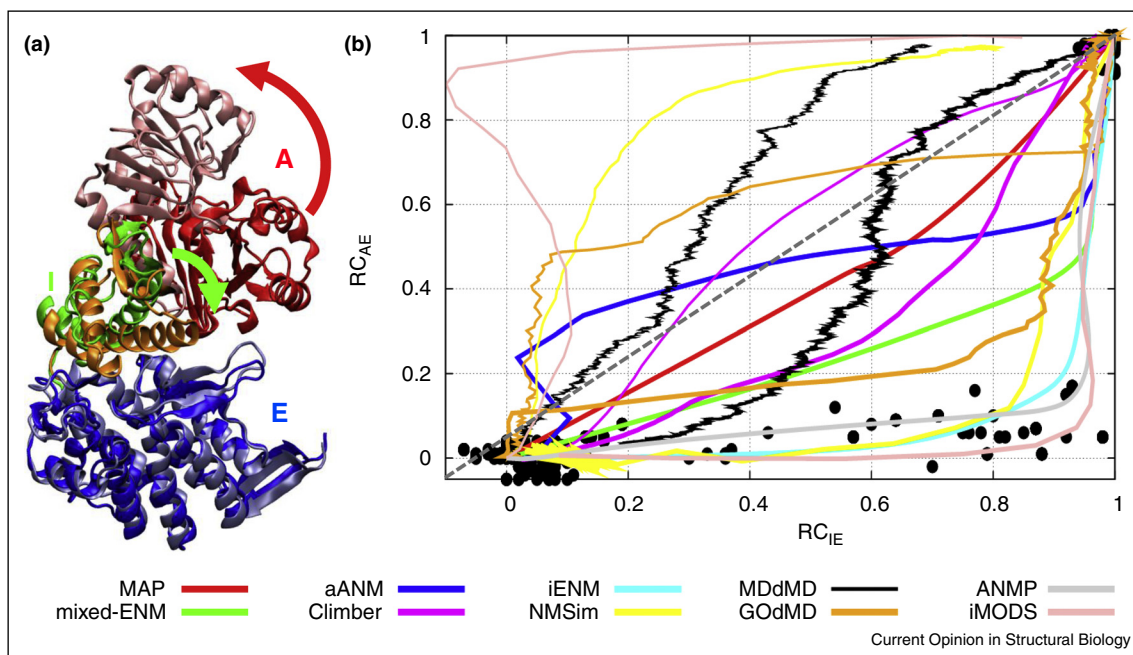 (a)
A
I
E
(b)
1
0.8
0.6
0.4
0.2
0
RCAE
0
0.2
0.4
0.6
0.8
1
RCIE
MAP
aANM
iENM
MDdMD
ANMP
mixed-ENM
Climber
NMSim
GOdMD
iMODS
Current Opinion in Structural Biology